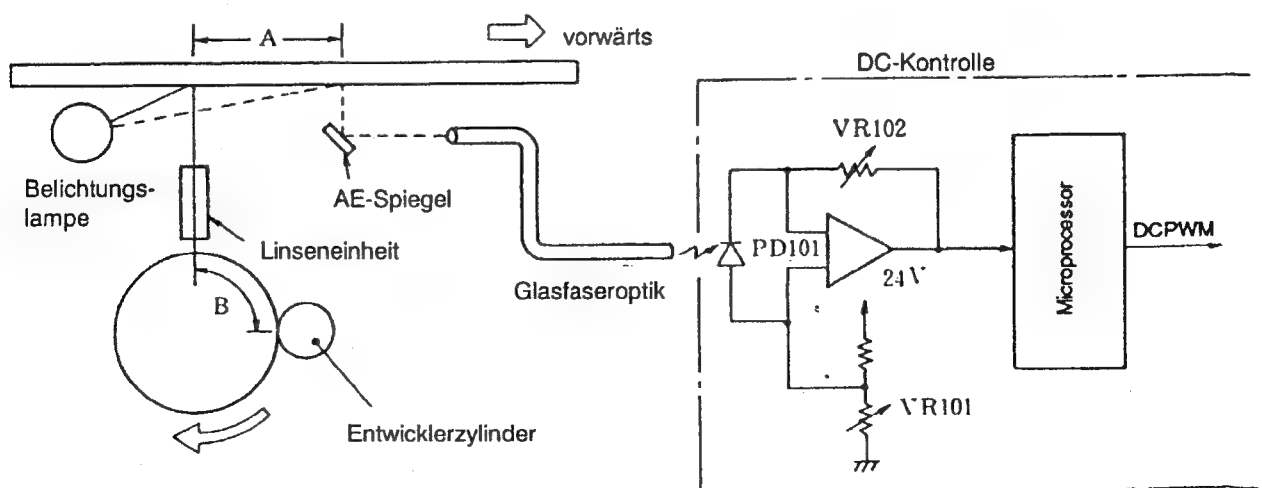 A
vorwärts
DC-Kontrolle
VR102
Belichtungs-
lampe
AE-Spiegel
Linseneinheit
PD101
24V
Microprocessor
DCPWM
Glasfaseroptik
B
VR101
Entwicklerzylinder